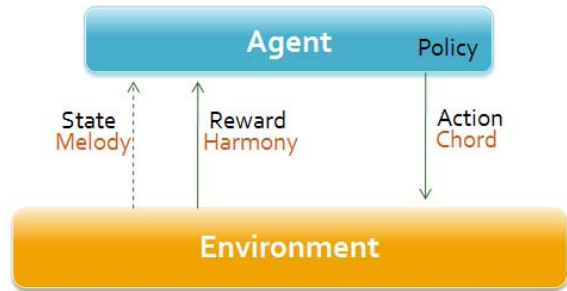 Agent
Policy
State
Melody
Reward
Harmony
Action
Chord
Environment